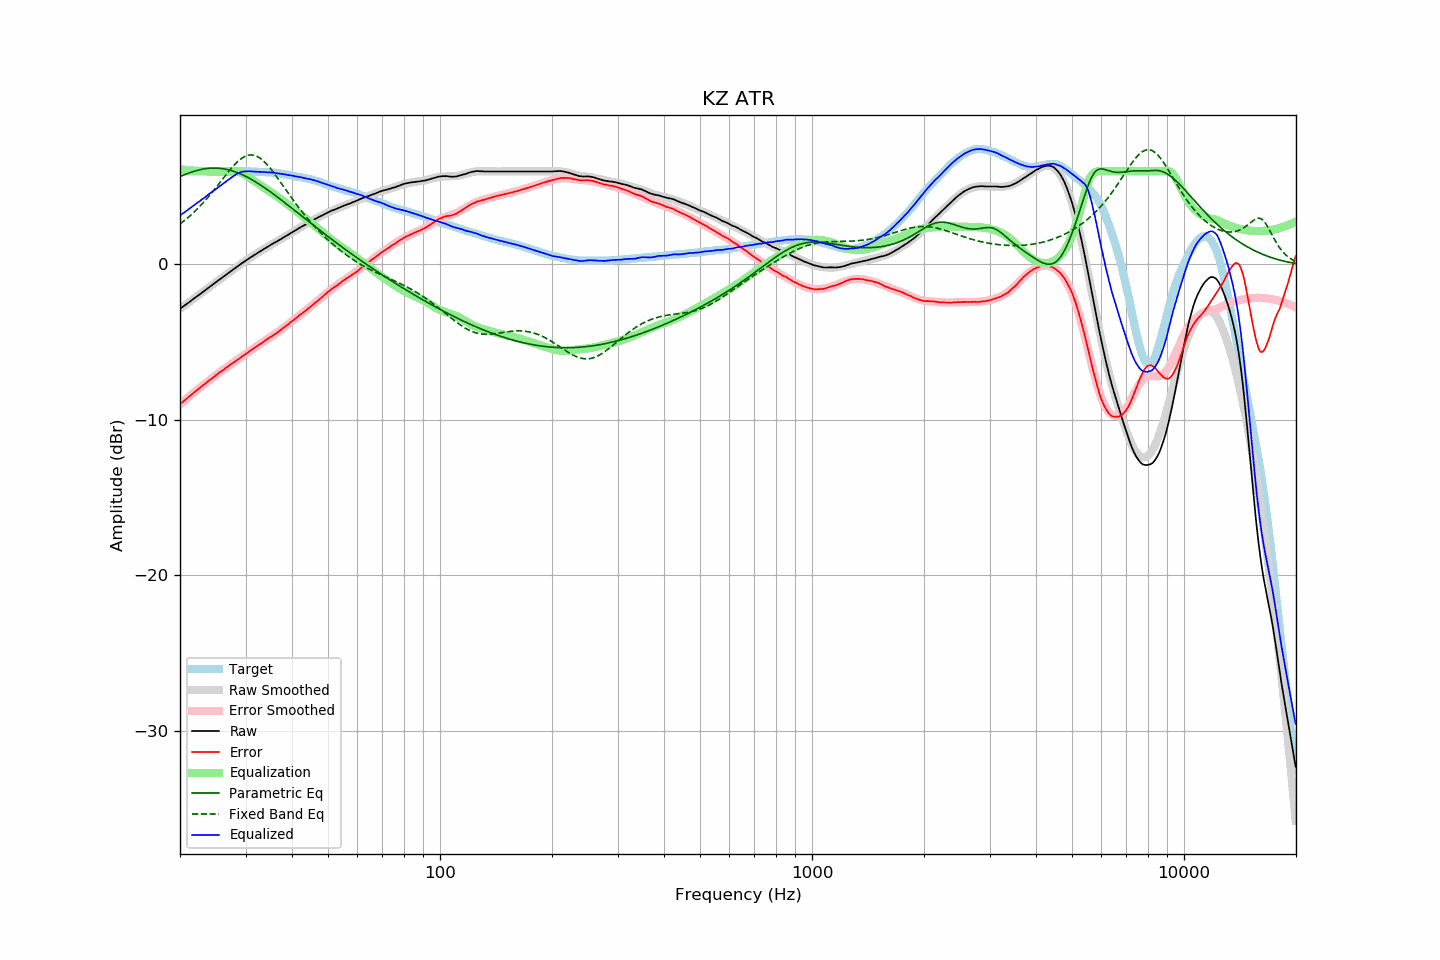 KZ ATR
0
−10
−20
−30
Amplitude (dBr)
Target
Raw Smoothed
Error Smoothed
Raw
Error
Equalization
Parametric Eq
Fixed Band Eq
Equalized
100
1000
10000
Frequency (Hz)